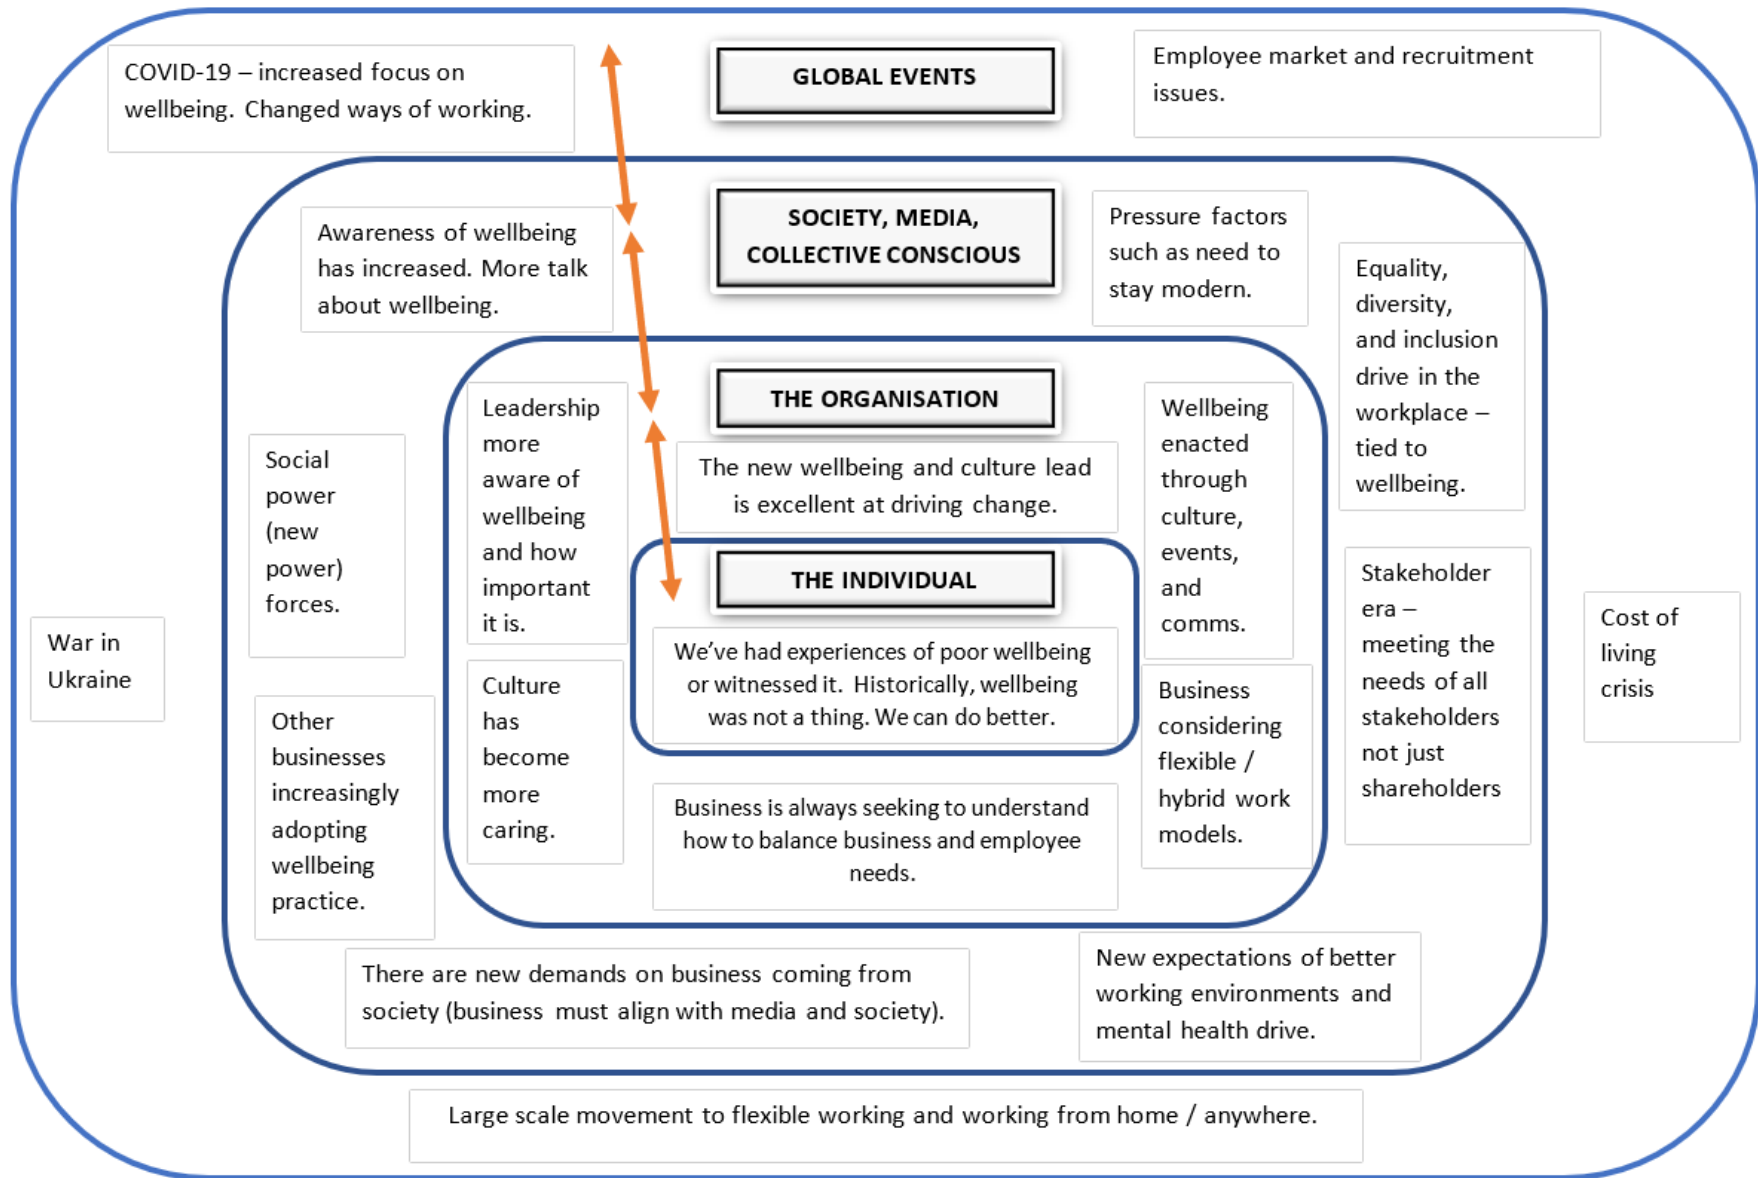 COVID-19 – increased focus on
wellbeing. Changed ways of working.
GLOBAL EVENTS
Employee market and recruitment
issues.
SOCIETY, MEDIA,
COLLECTIVE CONSCIOUS
Awareness of wellbeing
has increased. More talk
about wellbeing.
Pressure factors
such as need to
stay modern.
Equality,
diversity,
and inclusion
drive in the
workplace –
tied to
wellbeing.
THE ORGANISATION
Leadership
more
aware of
wellbeing
and how
important
it is.
The new wellbeing and culture lead
is excellent at driving change.
Wellbeing
enacted
through
culture,
events,
and
comms.
Social
power
(new
power)
forces.
THE INDIVIDUAL
We've had experiences of poor wellbeing
or witnessed it. Historically, wellbeing
was not a thing. We can do better.
Stakeholder
era –
meeting the
needs of all
stakeholders
not just
shareholders
War in
Ukraine
Cost of
living
crisis
Culture
has
become
more
caring.
Business
considering
flexible /
hybrid work
models.
Other
businesses
increasingly
adopting
wellbeing
practice.
Business is always seeking to understand
how to balance business and employee
needs.
There are new demands on business coming from
society (business must align with media and society).
New expectations of better
working environments and
mental health drive.
Large scale movement to flexible working and working from home / anywhere.